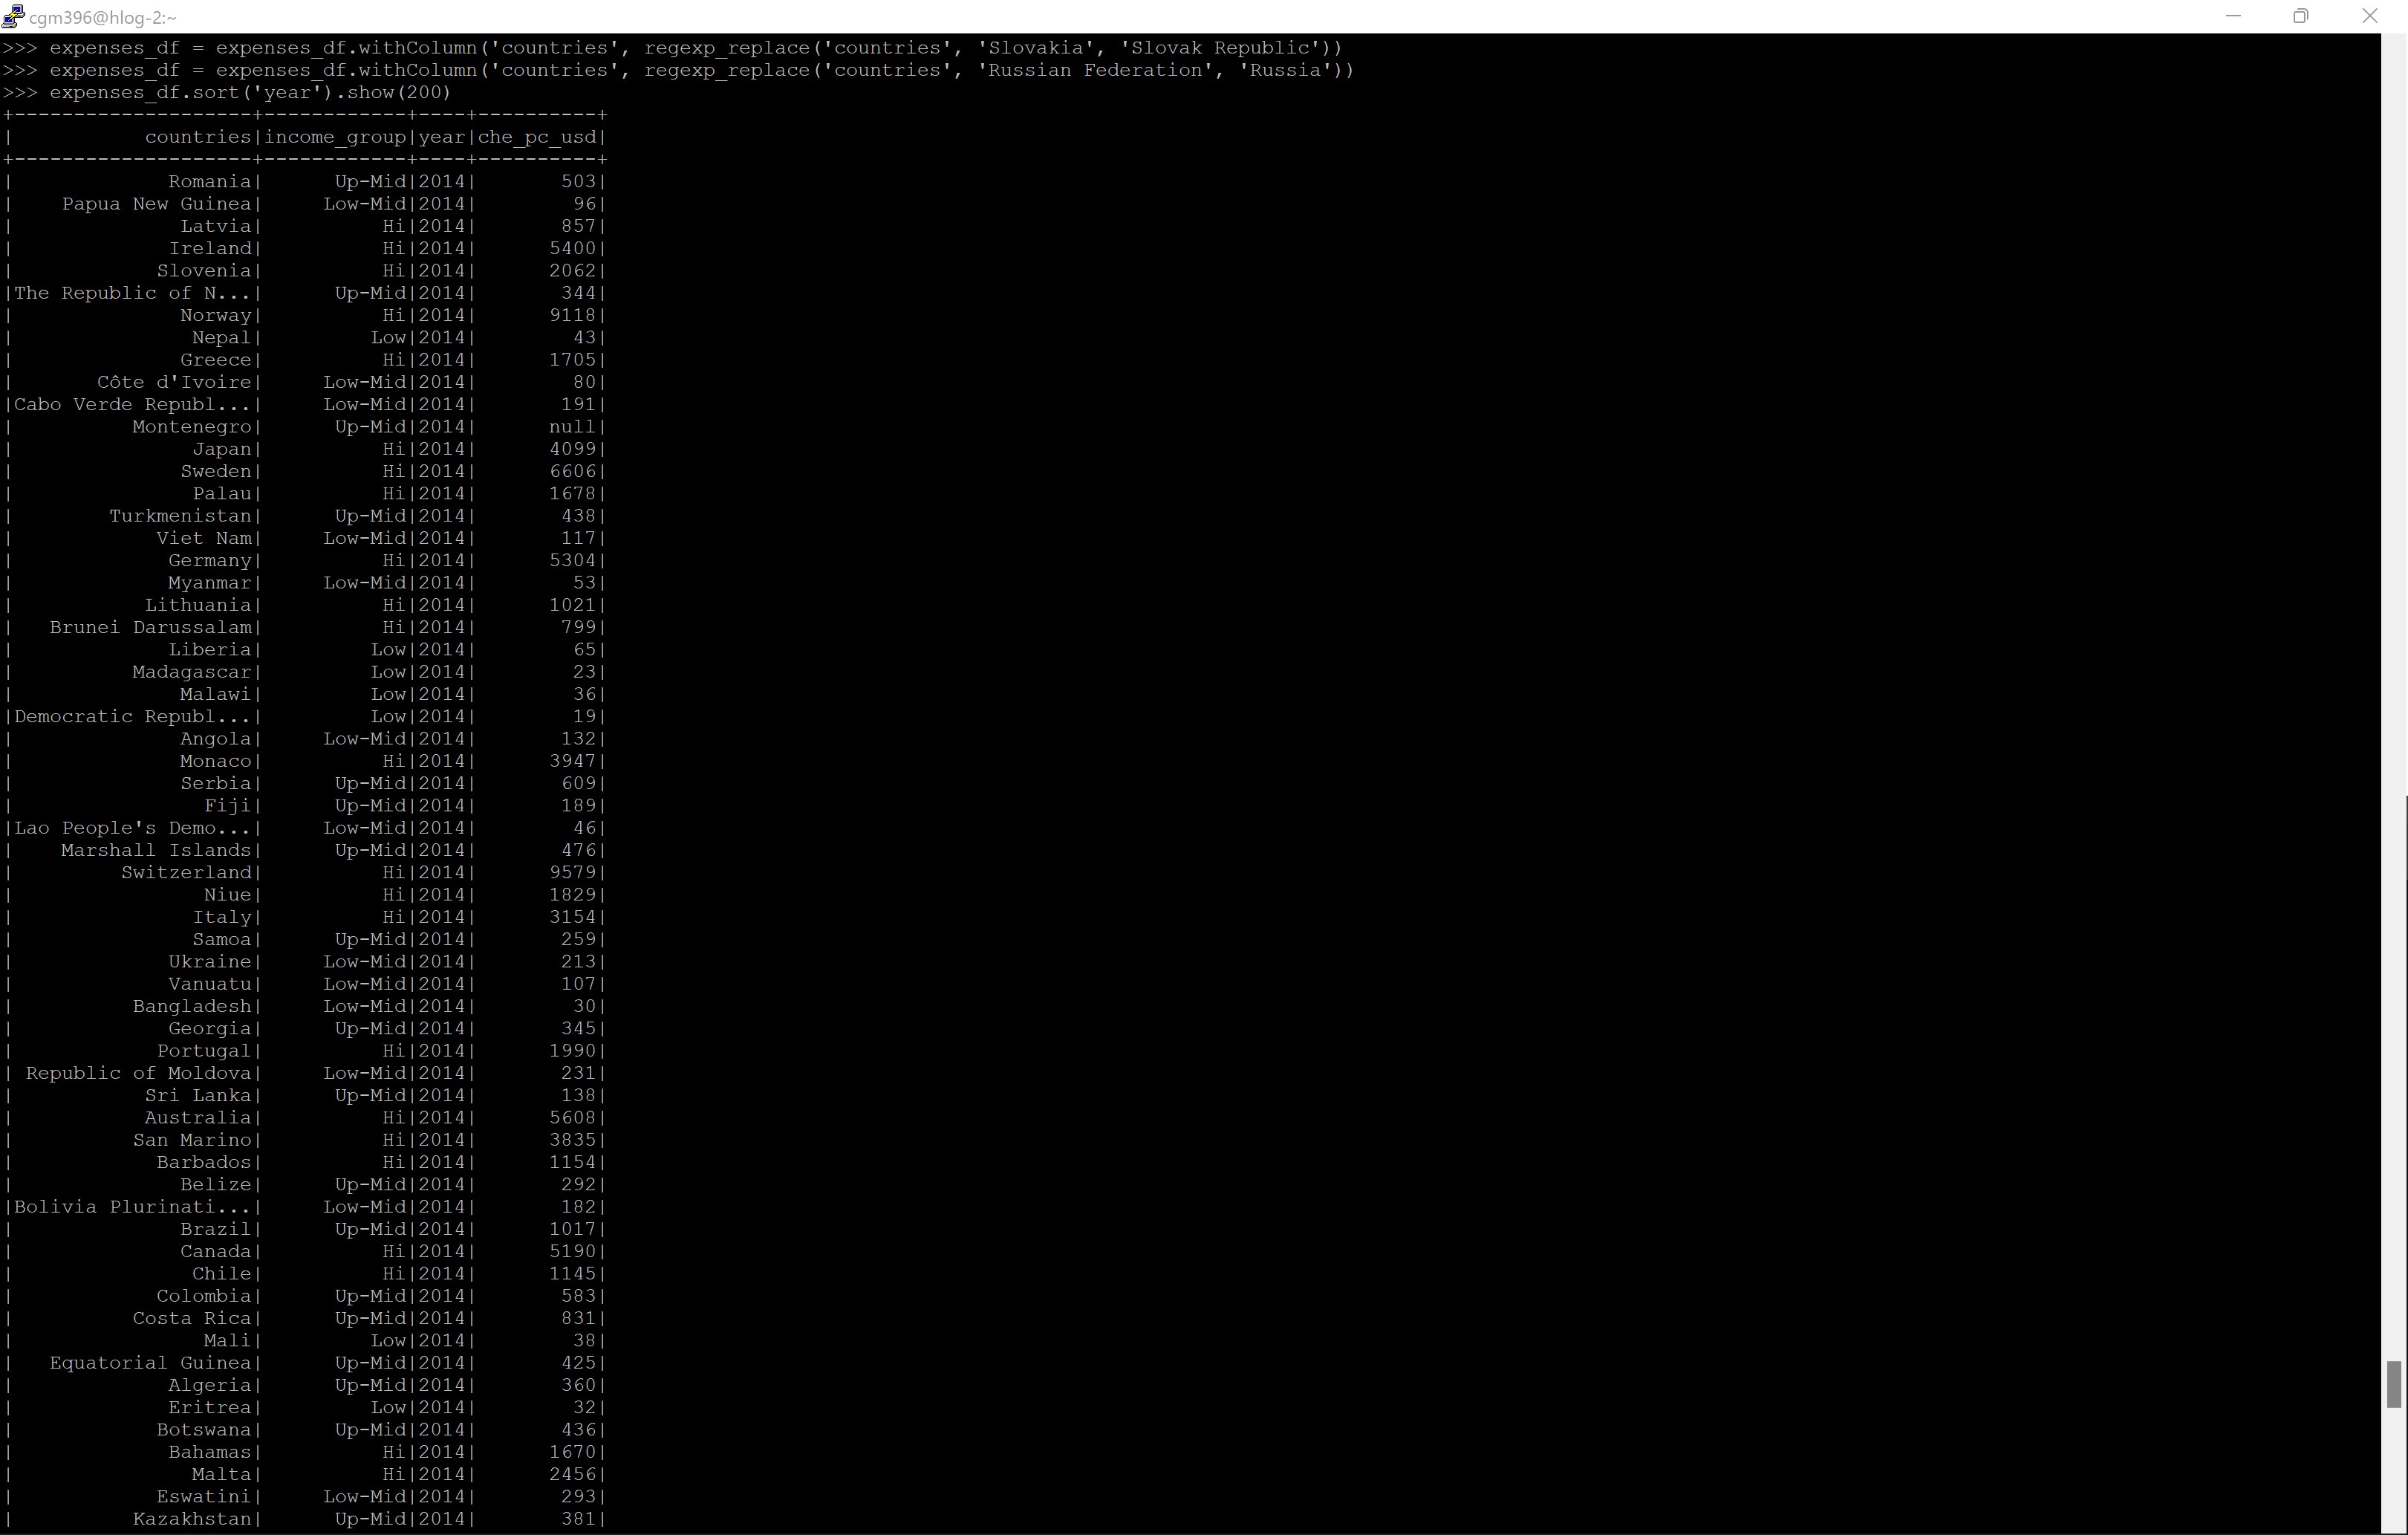 cgm396@hlog-2:~
>>> expenses_df = expenses_df.withColumn('countries', regexp_replace('countries', 'Slovakia', 'Slovak Republic'))
>>> expenses_df = expenses_df.withColumn('countries', regexp_replace('countries', 'Russian Federation', 'Russia'))
>>> expenses_df.sort('year').show(200)
+--------------------+------------+----+----------+
|           countries|income_group|year|che_pc_usd|
+--------------------+------------+----+----------+
|             Romania|      Up-Mid|2014|       503|
|    Papua New Guinea|     Low-Mid|2014|        96|
|              Latvia|          Hi|2014|       857|
|             Ireland|          Hi|2014|      5400|
|            Slovenia|          Hi|2014|      2062|
|The Republic of N...|      Up-Mid|2014|       344|
|              Norway|          Hi|2014|      9118|
|               Nepal|         Low|2014|        43|
|              Greece|          Hi|2014|      1705|
|       Côte d'Ivoire|     Low-Mid|2014|        80|
|Cabo Verde Republ...|     Low-Mid|2014|       191|
|          Montenegro|      Up-Mid|2014|      null|
|               Japan|          Hi|2014|      4099|
|              Sweden|          Hi|2014|      6606|
|               Palau|          Hi|2014|      1678|
|        Turkmenistan|      Up-Mid|2014|       438|
|            Viet Nam|     Low-Mid|2014|       117|
|             Germany|          Hi|2014|      5304|
|             Myanmar|     Low-Mid|2014|        53|
|           Lithuania|          Hi|2014|      1021|
|   Brunei Darussalam|          Hi|2014|       799|
|             Liberia|         Low|2014|        65|
|          Madagascar|         Low|2014|        23|
|              Malawi|         Low|2014|        36|
|Democratic Republ...|         Low|2014|        19|
|              Angola|     Low-Mid|2014|       132|
|              Monaco|          Hi|2014|      3947|
|              Serbia|      Up-Mid|2014|       609|
|                Fiji|      Up-Mid|2014|       189|
|Lao People's Demo...|     Low-Mid|2014|        46|
|    Marshall Islands|      Up-Mid|2014|       476|
|         Switzerland|          Hi|2014|      9579|
|                Niue|          Hi|2014|      1829|
|               Italy|          Hi|2014|      3154|
|               Samoa|      Up-Mid|2014|       259|
|             Ukraine|     Low-Mid|2014|       213|
|             Vanuatu|     Low-Mid|2014|       107|
|          Bangladesh|     Low-Mid|2014|        30|
|             Georgia|      Up-Mid|2014|       345|
|            Portugal|          Hi|2014|      1990|
| Republic of Moldova|     Low-Mid|2014|       231|
|           Sri Lanka|      Up-Mid|2014|       138|
|           Australia|          Hi|2014|      5608|
|          San Marino|          Hi|2014|      3835|
|            Barbados|          Hi|2014|      1154|
|              Belize|      Up-Mid|2014|       292|
|Bolivia Plurinati...|     Low-Mid|2014|       182|
|              Brazil|      Up-Mid|2014|      1017|
|              Canada|          Hi|2014|      5190|
|               Chile|          Hi|2014|      1145|
|            Colombia|      Up-Mid|2014|       583|
|          Costa Rica|      Up-Mid|2014|       831|
|                Mali|         Low|2014|        38|
|   Equatorial Guinea|      Up-Mid|2014|       425|
|             Algeria|      Up-Mid|2014|       360|
|             Eritrea|         Low|2014|        32|
|            Botswana|      Up-Mid|2014|       436|
|             Bahamas|          Hi|2014|      1670|
|               Malta|          Hi|2014|      2456|
|            Eswatini|     Low-Mid|2014|       293|
|          Kazakhstan|      Up-Mid|2014|       381|